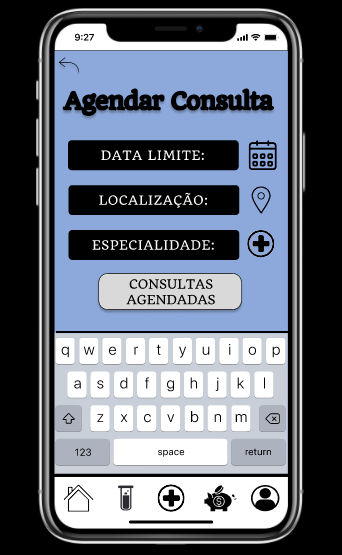 9:27
Agendar Consulta
DATA LIMITE:
LOCALIZAÇÃO:
ESPECIALIDADE:
CONSULTAS
AGENDADAS
q w e r t y u i o p
a s d f g h j k l
z x c v b n m
123 space return